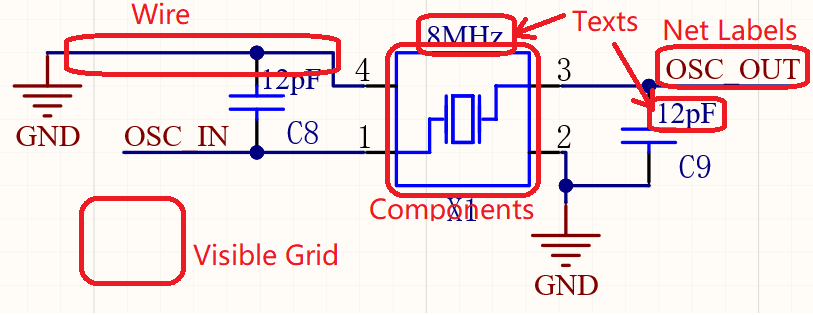 Wire
8MHz
Texts
Net Labels
4
3
OSC_OUT
12pF
12pF
GND
OSC_IN
C8
1
2
C9
Components
X1
Visible Grid
GND